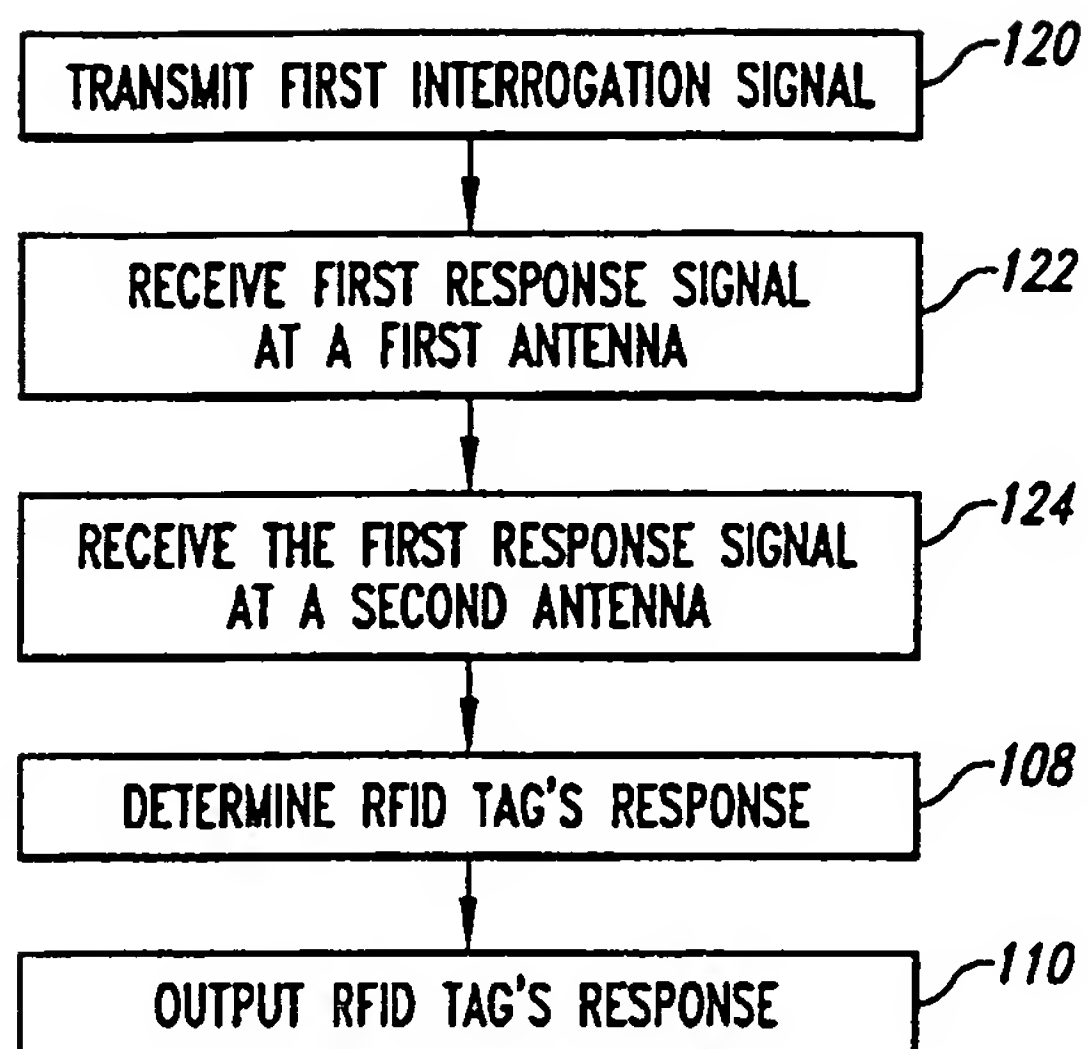 120
TRANSMIT FIRST INTERROGATION SIGNAL
122
RECEIVE FIRST RESPONSE SIGNAL
AT A FIRST ANTENNA
124
RECEIVE THE FIRST RESPONSE SIGNAL
AT A SECOND ANTENNA
108
DETERMINE RFID TAG'S RESPONSE
110
OUTPUT RFID TAG'S RESPONSE